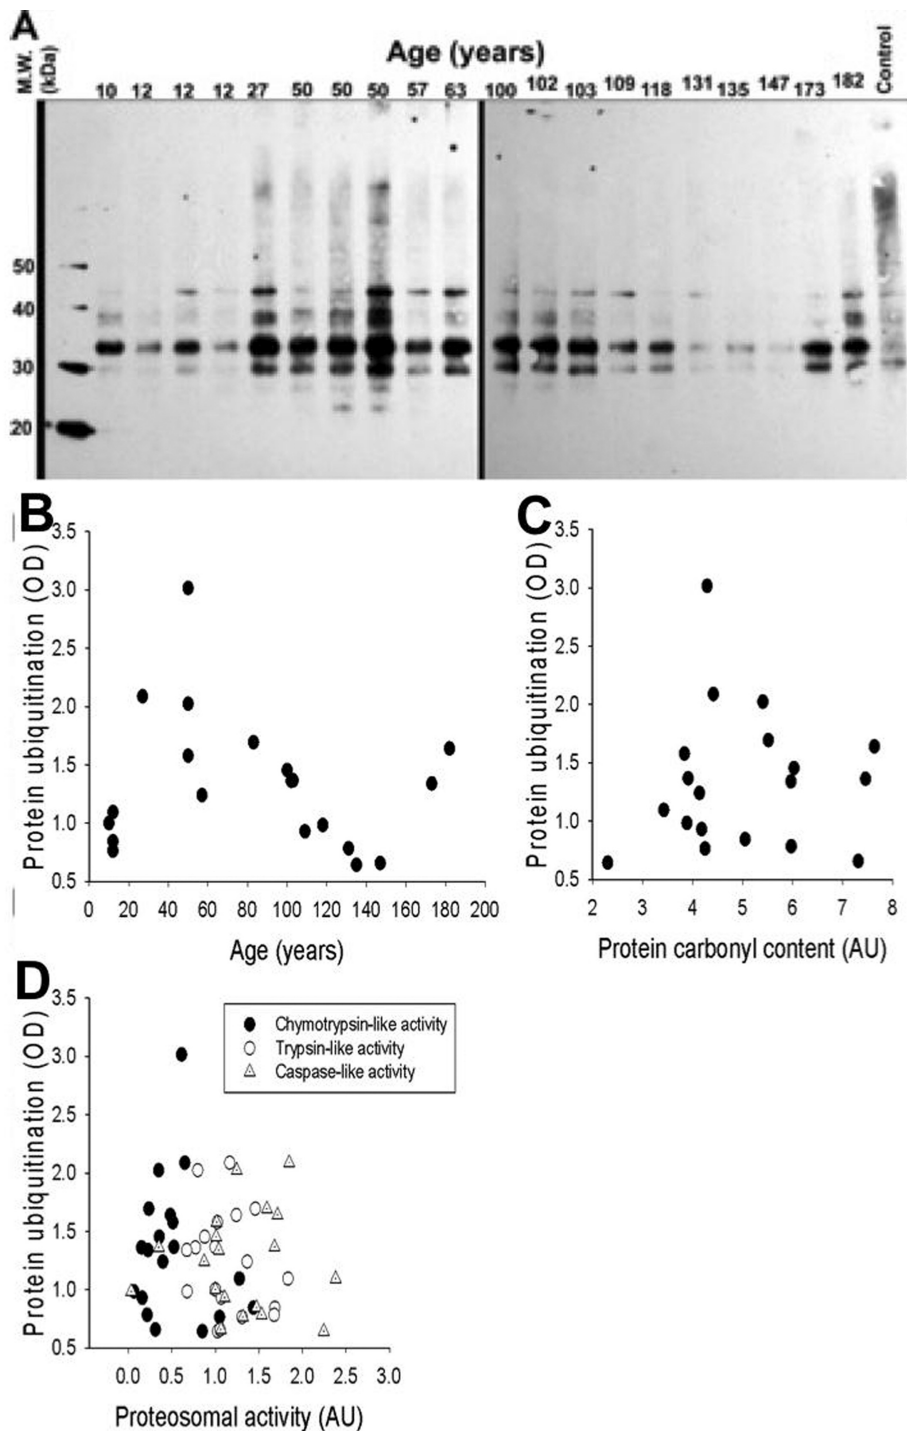 A
M.W. (kDa)
Age (years)
10 12 12 12 27 50 50 50 57 63 100 102 103 109 118 131 135 147 173 182 Control
50
40
30
20
B
Protein ubiquitination (OD)
3.5
3.0
2.5
2.0
1.5
1.0
0.5
0 20 40 60 80 100 120 140 160 180 200
Age (years)
C
Protein ubiquitination (OD)
3.5
3.0
2.5
2.0
1.5
1.0
0.5
2 3 4 5 6 7 8
Protein carbonyl content (AU)
D
Protein ubiquitination (OD)
3.5
3.0
2.5
2.0
1.5
1.0
0.5
Chymotrypsin-like activity
Trypsin-like activity
Caspase-like activity
0.0 0.5 1.0 1.5 2.0 2.5 3.0
Proteosomal activity (AU)